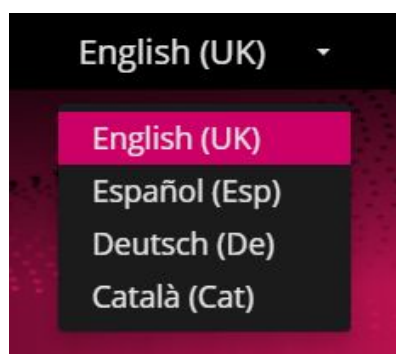 English (UK)
English (UK)
Español (Esp)
Deutsch (De)
Català (Cat)